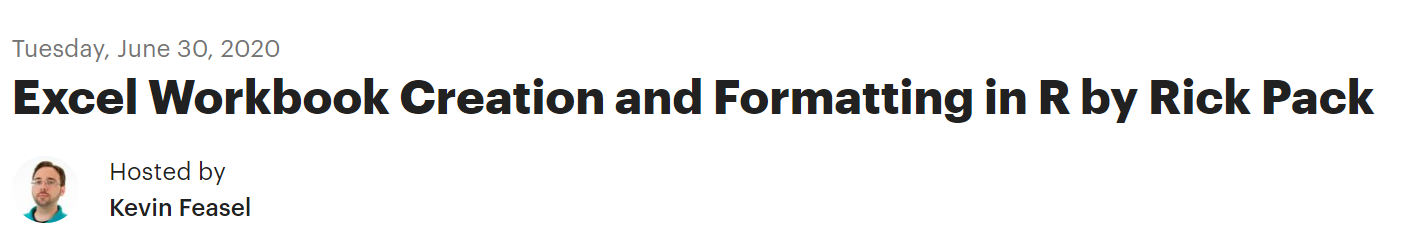 Tuesday, June 30, 2020
Excel Workbook Creation and Formatting in R by Rick Pack
Hosted by
Kevin Feasel